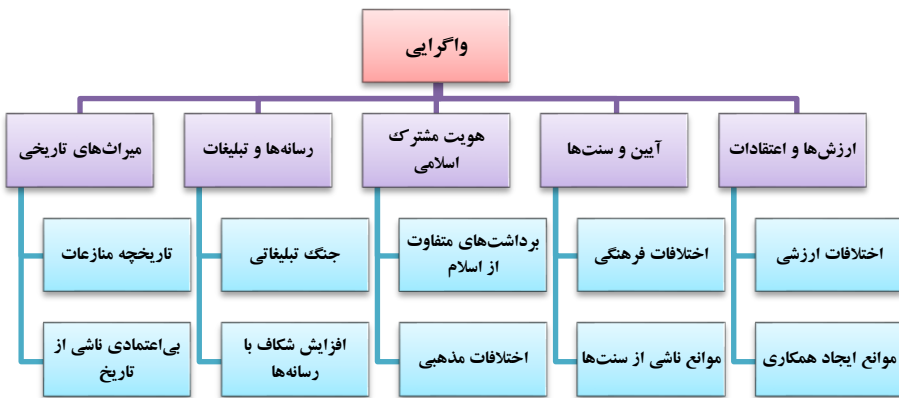 واگرایی
ارزش‌ها و اعتقادات
آیین و سنت‌ها
هویت مشترک
اسلامی
رسانه‌ها و تبلیغات
میراث‌های تاریخی
اختلافات ارزشی
اختلافات فرهنگی
برداشت‌های متفاوت
از اسلام
جنگ تبلیغاتی
تاریخچه منازعات
موانع ایجاد همکاری
موانع ناشی از سنت‌ها
اختلافات مذهبی
افزایش شکاف با
رسانه‌ها
بی‌اعتمادی ناشی از
تاریخ